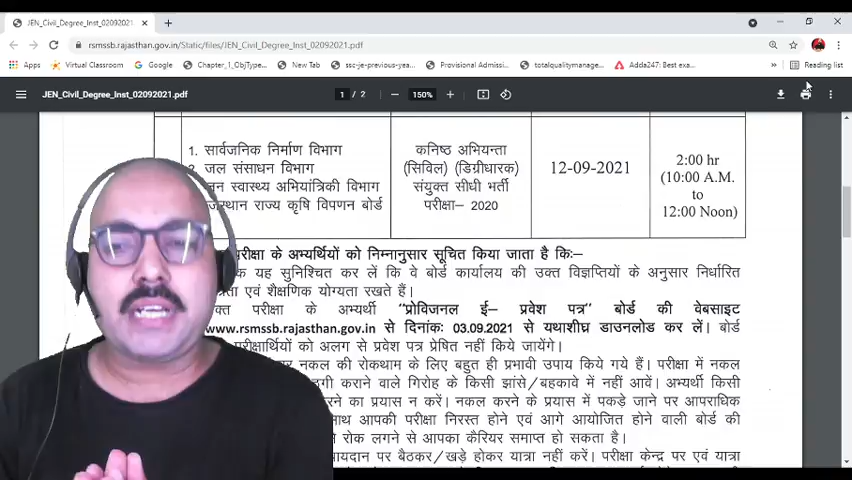 JEN_Civil_Degree_Inst_02092021
rsmssb.rajasthan.gov.in/Static/files/JEN_Civil_Degree_Inst_02092021.pdf
Apps Virtual Classroom Google Chapter_1_ObjType... New Tab ssc-je-previous-yea... Provisional Admissio... totalqualitymanage... Adda247: Best exa... » Reading list
JEN_Civil_Degree_Inst_02092021.pdf 1 / 2 150%
1. सार्वजनिक निर्माण विभाग
2. जल संसाधन विभाग
जन स्वास्थ्य अभियांत्रिकी विभाग
राजस्थान राज्य कृषि विपणन बोर्ड
कनिष्ठ अभियन्ता
(सिविल) (डिग्रीधारक)
संयुक्त सीधी भर्ती
परीक्षा– 2020
12-09-2021
2:00 hr
(10:00 A.M.
to
12:00 Noon)
परीक्षा के अभ्यर्थियों को निम्नानुसार सूचित किया जाता है किः–
यह सुनिश्चित कर लें कि वे बोर्ड कार्यालय की उक्त विज्ञप्तियों के अनुसार निर्धारित
एवं शैक्षणिक योग्यता रखते हैं।
परीक्षा के अभ्यर्थी "प्रोविजनल ई– प्रवेश पत्र" बोर्ड की वेबसाइट
www.rsmssb.rajasthan.gov.in से दिनांकः 03.09.2021 से यथाशीघ्र डाउनलोड कर लें। बोर्ड
परीक्षार्थियों को अलग से प्रवेश पत्र प्रेषित नहीं किये जायेंगे।
नकल की रोकथाम के लिए बहुत ही प्रभावी उपाय किये गये हैं। परीक्षा में नकल
कराने वाले गिरोह के किसी झांसे/बहकावे में नहीं आवें। अभ्यर्थी किसी
का प्रयास न करें। नकल करने के प्रयास में पकड़े जाने पर आपराधिक
आपकी परीक्षा निरस्त होने एवं आगे आयोजित होने वाली बोर्ड की
रोक लगने से आपका कैरियर समाप्त हो सकता है।
पर बैठकर/खड़े होकर यात्रा नहीं करें। परीक्षा केन्द्र पर एवं यात्रा